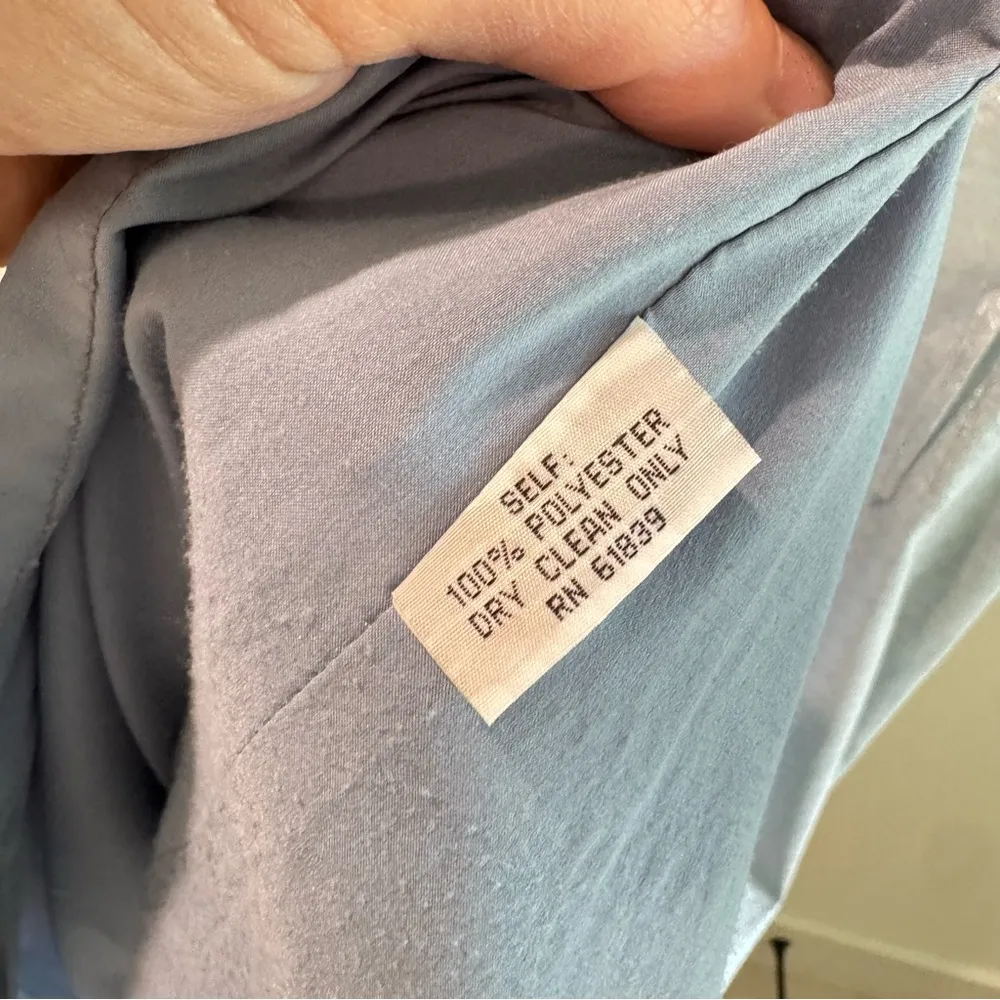 SELF:
100% POLYESTER
DRY CLEAN ONLY
RN 61839